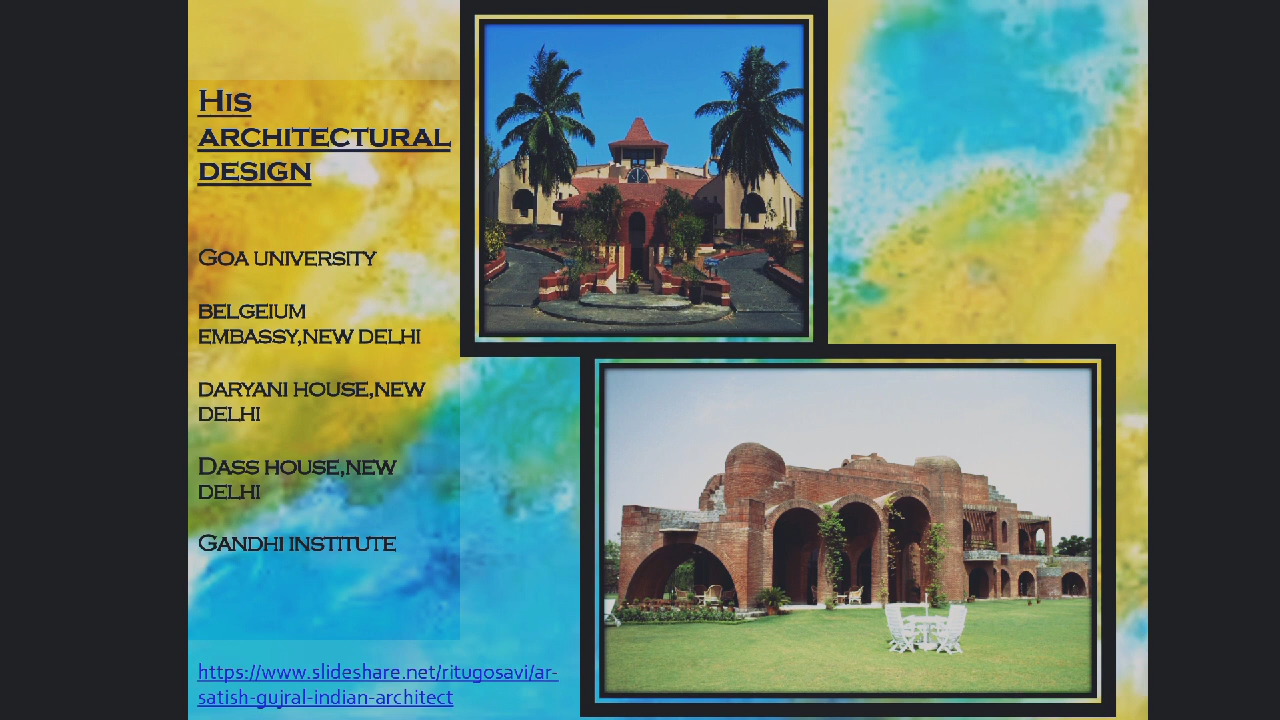 His
ARCHITECTURAL
DESIGN
GOA UNIVERSITY
BELGEIUM
EMBASSY,NEW DELHI
DARYANI HOUSE,NEW
DELHI
DASS HOUSE,NEW
DELHI
GANDHI INSTITUTE
https://www.slideshare.net/ritugosavi/ar-
satish-gujral-indian-architect